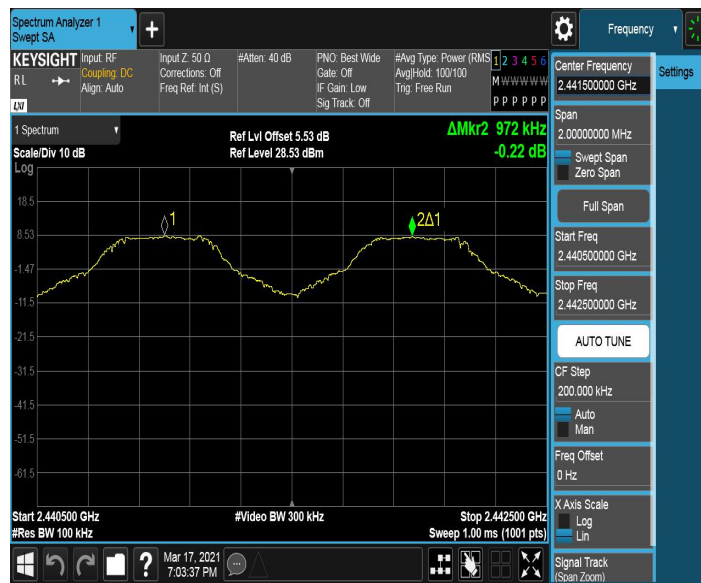 Spectrum Analyzer 1
Swept SA
Frequency
KEYSIGHT
RL
LXI
Input: RF
Coupling: DC
Align: Auto
Input Z: 50 Ω
Corrections: Off
Freq Ref: Int (S)
#Atten: 40 dB
PNO: Best Wide
Gate: Off
IF Gain: Low
Sig Track: Off
#Avg Type: Power (RMS
Avg|Hold: 100/100
Trig: Free Run
1 2 3 4 5 6
M W W W W W
P P P P P P
1 Spectrum
Scale/Div 10 dB
Log
Ref Lvl Offset 5.53 dB
Ref Level 28.53 dBm
ΔMkr2 972 kHz
-0.22 dB
18.5
8.53
-1.47
-11.5
-21.5
-31.5
-41.5
-51.5
-61.5
1
2Δ1
Start 2.440500 GHz
#Res BW 100 kHz
#Video BW 300 kHz
Stop 2.442500 GHz
Sweep 1.00 ms (1001 pts)
Center Frequency
2.441500000 GHz
Settings
Span
2.00000000 MHz
Swept Span
Zero Span
Full Span
Start Freq
2.440500000 GHz
Stop Freq
2.442500000 GHz
AUTO TUNE
CF Step
200.000 kHz
Auto
Man
Freq Offset
0 Hz
X Axis Scale
Log
Lin
Signal Track
(Span Zoom)
?
Mar 17, 2021
7:03:37 PM